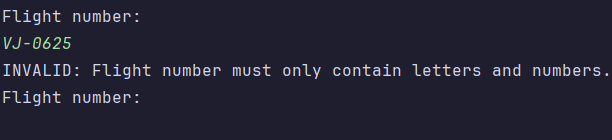 Flight number:
VJ-0625
INVALID: Flight number must only contain letters and numbers.
Flight number: